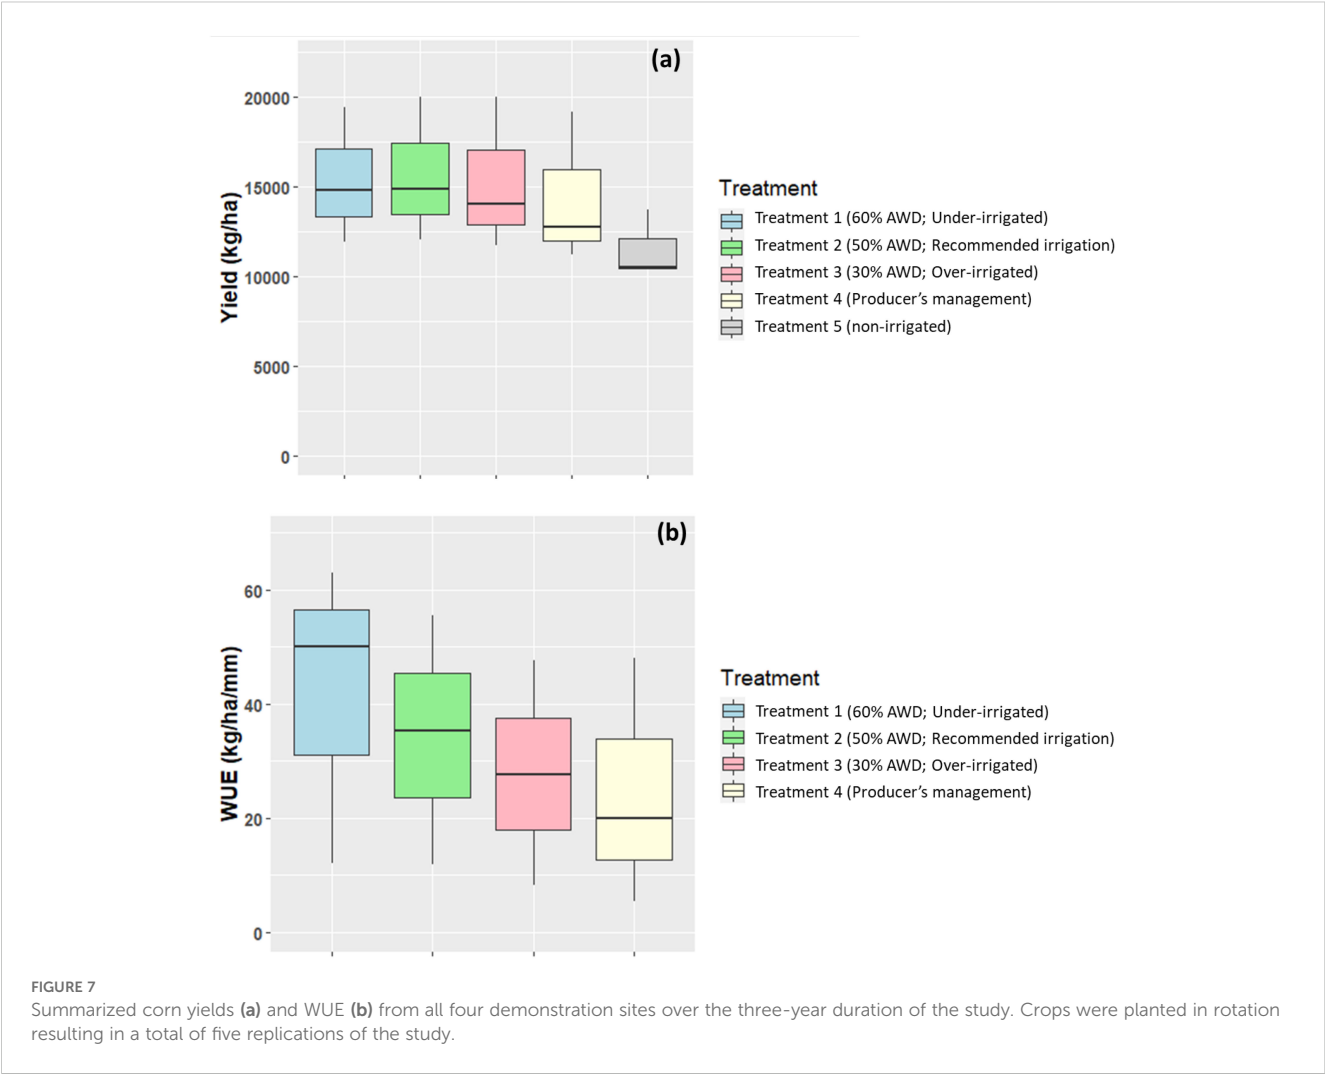 (a)
20000
15000
10000
5000
0
Yield (kg/ha)
Treatment
Treatment 1 (60% AWD; Under-irrigated)
Treatment 2 (50% AWD; Recommended irrigation)
Treatment 3 (30% AWD; Over-irrigated)
Treatment 4 (Producer’s management)
Treatment 5 (non-irrigated)
(b)
60
40
20
0
WUE (kg/ha/mm)
Treatment
Treatment 1 (60% AWD; Under-irrigated)
Treatment 2 (50% AWD; Recommended irrigation)
Treatment 3 (30% AWD; Over-irrigated)
Treatment 4 (Producer’s management)
FIGURE 7
Summarized corn yields (a) and WUE (b) from all four demonstration sites over the three-year duration of the study. Crops were planted in rotation
resulting in a total of five replications of the study.